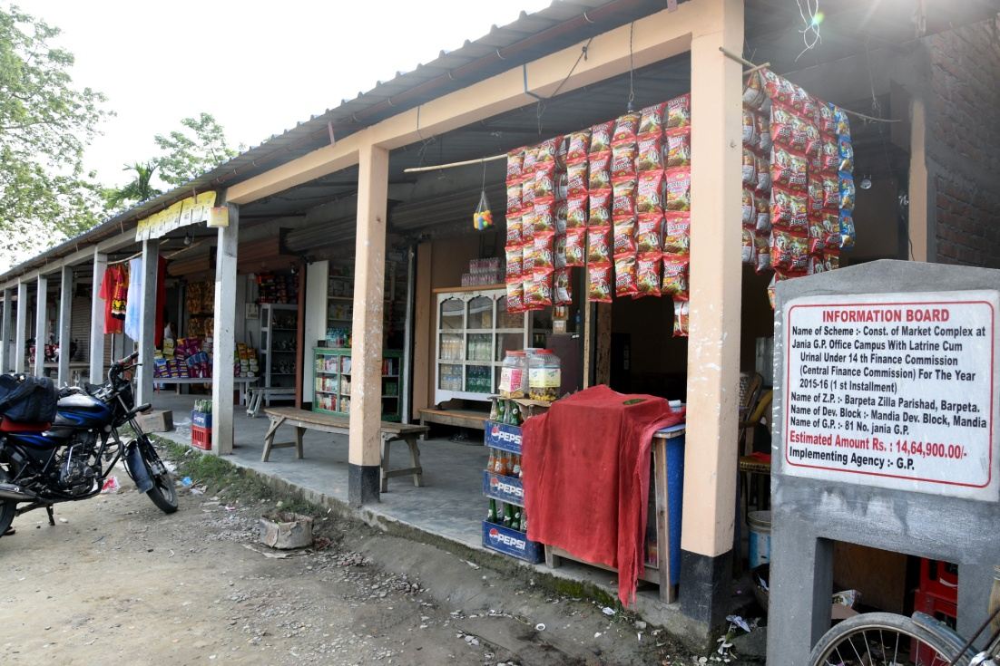 INFORMATION BOARD
Name of Scheme :- Const. of Market Complex at
Jania G.P. Office Campus With Latrine Cum
Urinal Under 14 th Finance Commission
(Central Finance Commission) For The Year
2015-16 (1 st Installment)
Name of Z.P. :- Barpeta Zilla Parishad, Barpeta.
Name of Dev. Block :- Mandia Dev. Block, Mandia
Name of G.P. :- 81 No. jania G.P.
Estimated Amount Rs. : 14,64,900.00/-
Implementing Agency :- G.P.
PEPSI
PEPSI
PEPSI